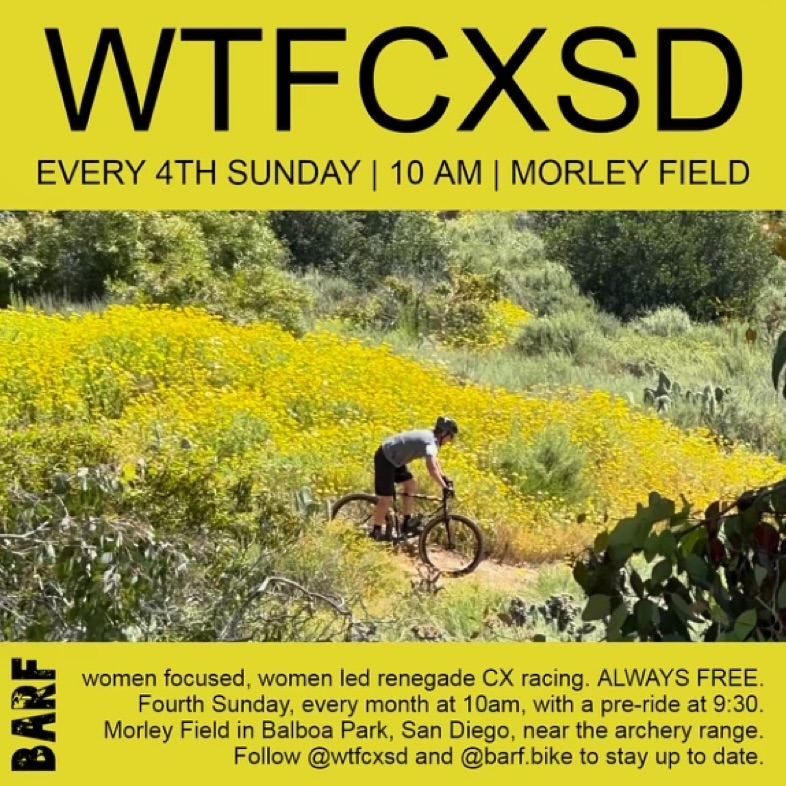 WTFCXSD
EVERY 4TH SUNDAY | 10 AM | MORLEY FIELD
BARF
women focused, women led renegade CX racing. ALWAYS FREE.
Fourth Sunday, every month at 10am, with a pre-ride at 9:30.
Morley Field in Balboa Park, San Diego, near the archery range.
Follow @wtfcxsd and @barf.bike to stay up to date.